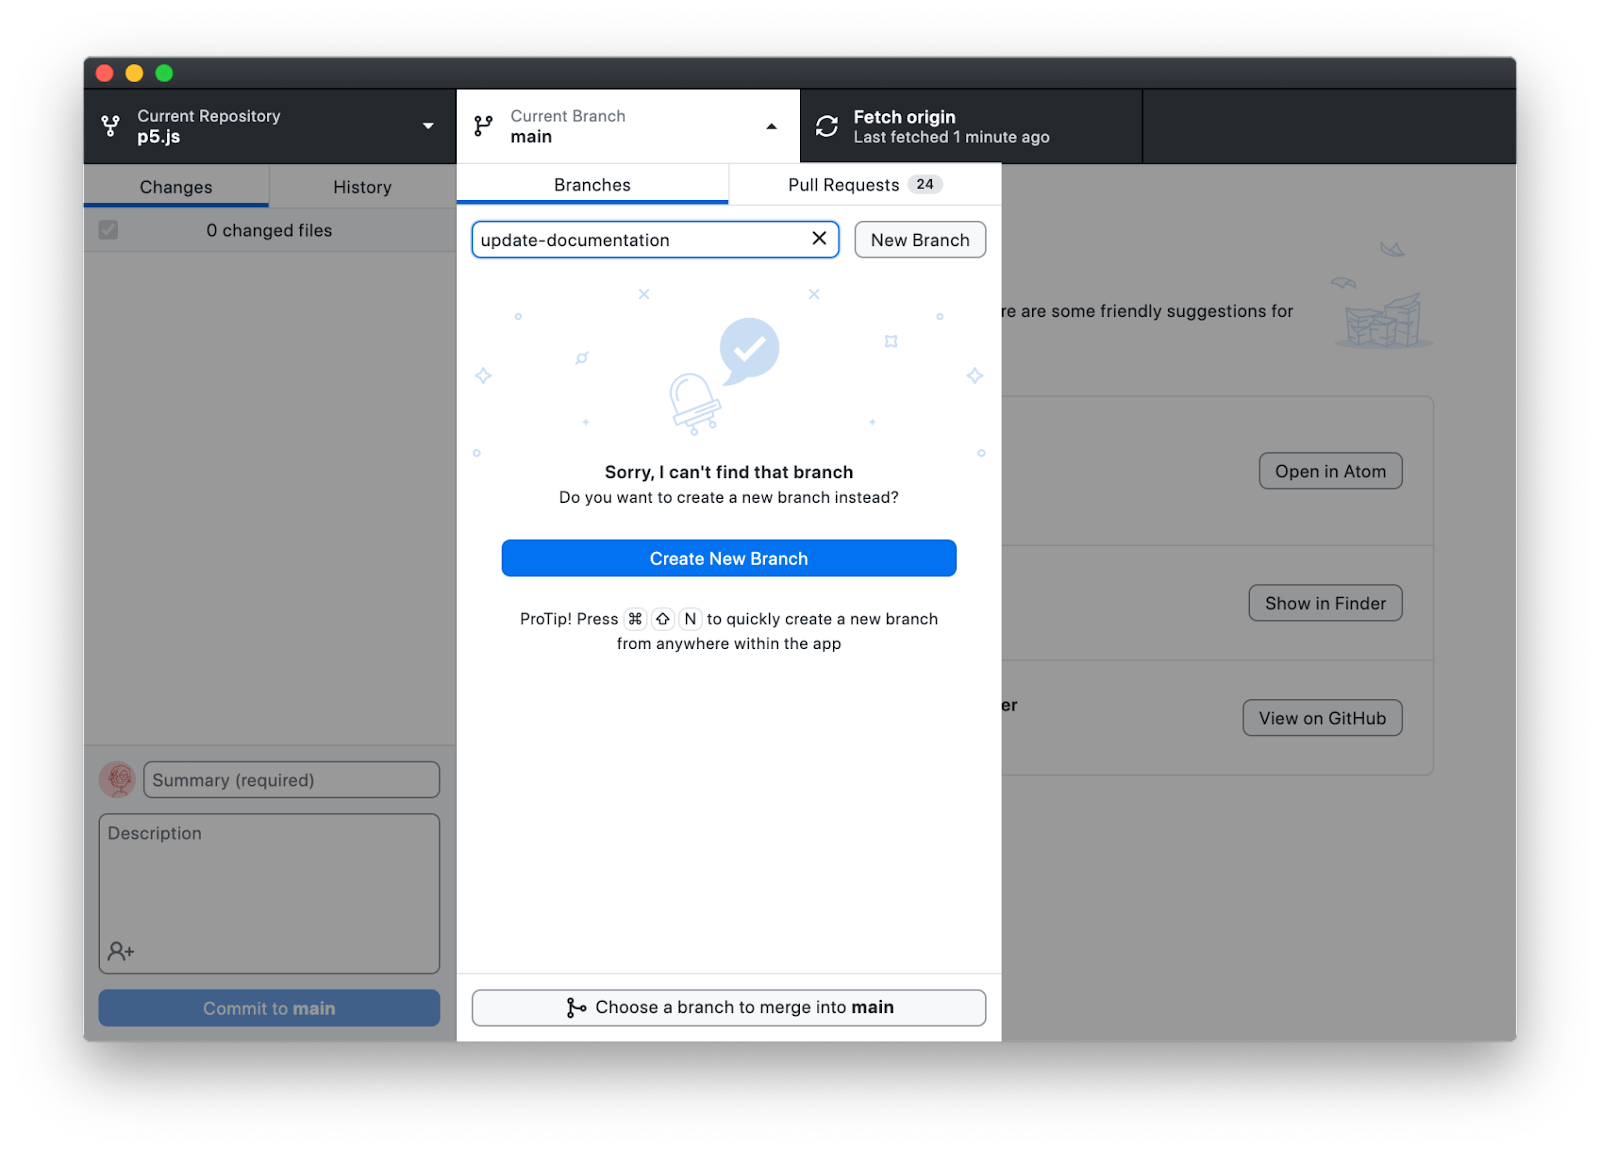 Current Repository
p5.js
Current Branch
main
Fetch origin
Last fetched 1 minute ago
Changes
History
0 changed files
Branches
Pull Requests 24
update-documentation
New Branch
Sorry, I can't find that branch
Do you want to create a new branch instead?
Create New Branch
ProTip! Press ⌘ ⇧ N to quickly create a new branch
from anywhere within the app
Choose a branch to merge into main
re are some friendly suggestions for
Open in Atom
Show in Finder
er
View on GitHub
Summary (required)
Description
Commit to main